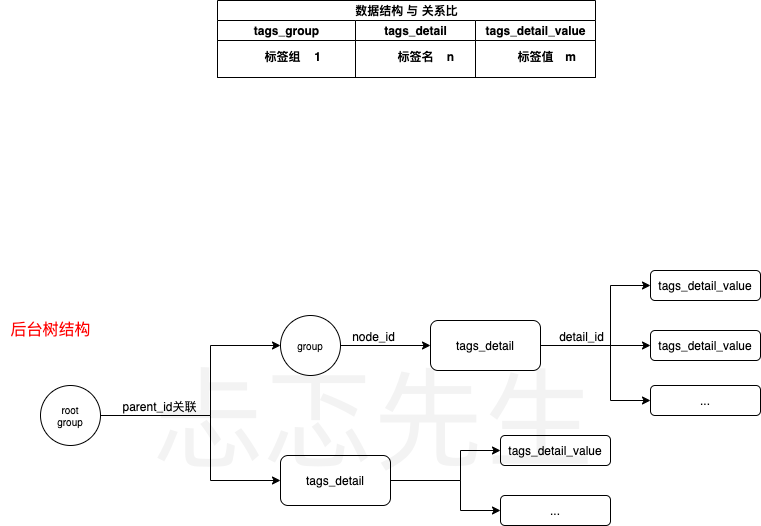 数据结构 与 关系比
tags_group tags_detail tags_detail_value
标签组 1 标签名 n 标签值 m
tags_detail_value
后台树结构
group
node_id
tags_detail
detail_id
tags_detail_value
root
group
parent_id关联
...
忐忑先生
tags_detail
tags_detail_value
...